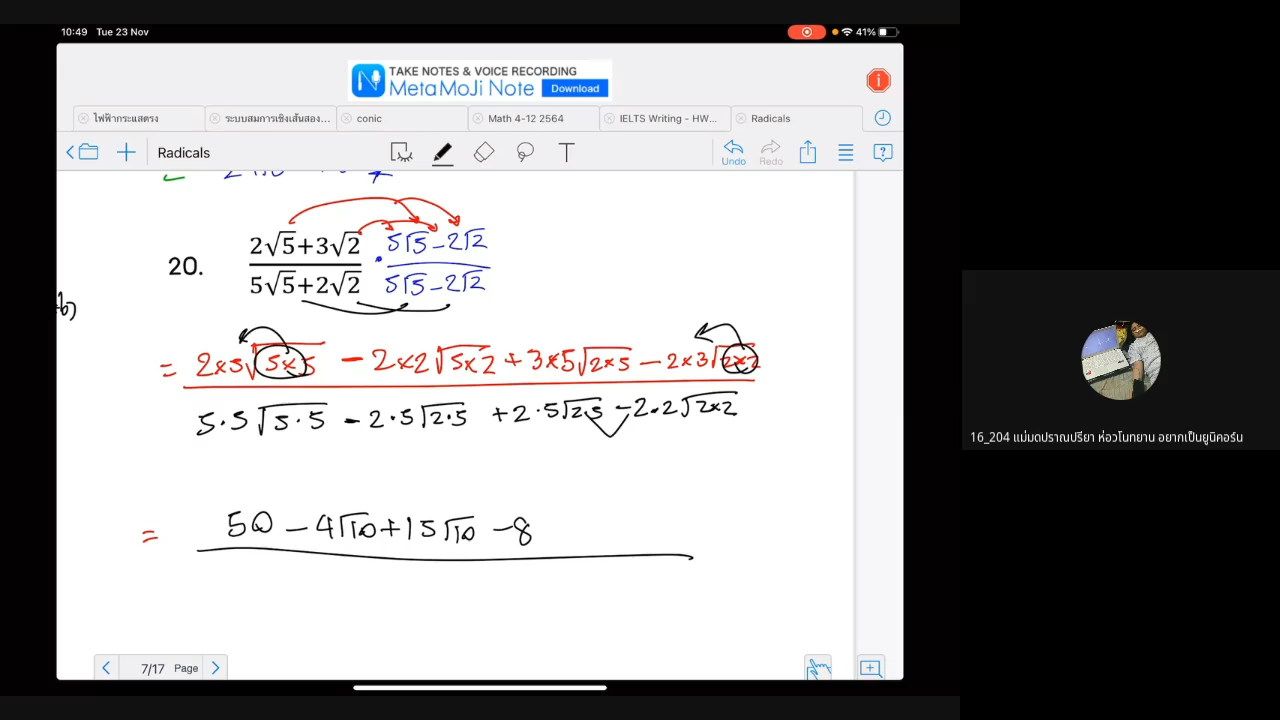 10:49 Tue 23 Nov 41%
TAKE NOTES & VOICE RECORDING
MetaMoJi Note Download
ไฟฟ้ากระแสตรง ระบบสมการเชิงเส้นสอง... conic Math 4-12 2564 IELTS Writing - HW... Radicals
Radicals T Undo Redo
20. (2√5+3√2)/(5√5+2√2) · (5√5-2√2)/(5√5-2√2)
b)
= 2×5√5×5 - 2×2√5×2 + 3×5√2×5 - 2×3√2×2
5·5√5·5 - 2·5√2·5 + 2·5√2·5 - 2·2√2×2
= 50 - 4√10 + 15√10 - 8
7/17 Page
16_204 แม่มดปราณปรียา ห่อวโนทยาน อยากเป็นยูนิคอร์น